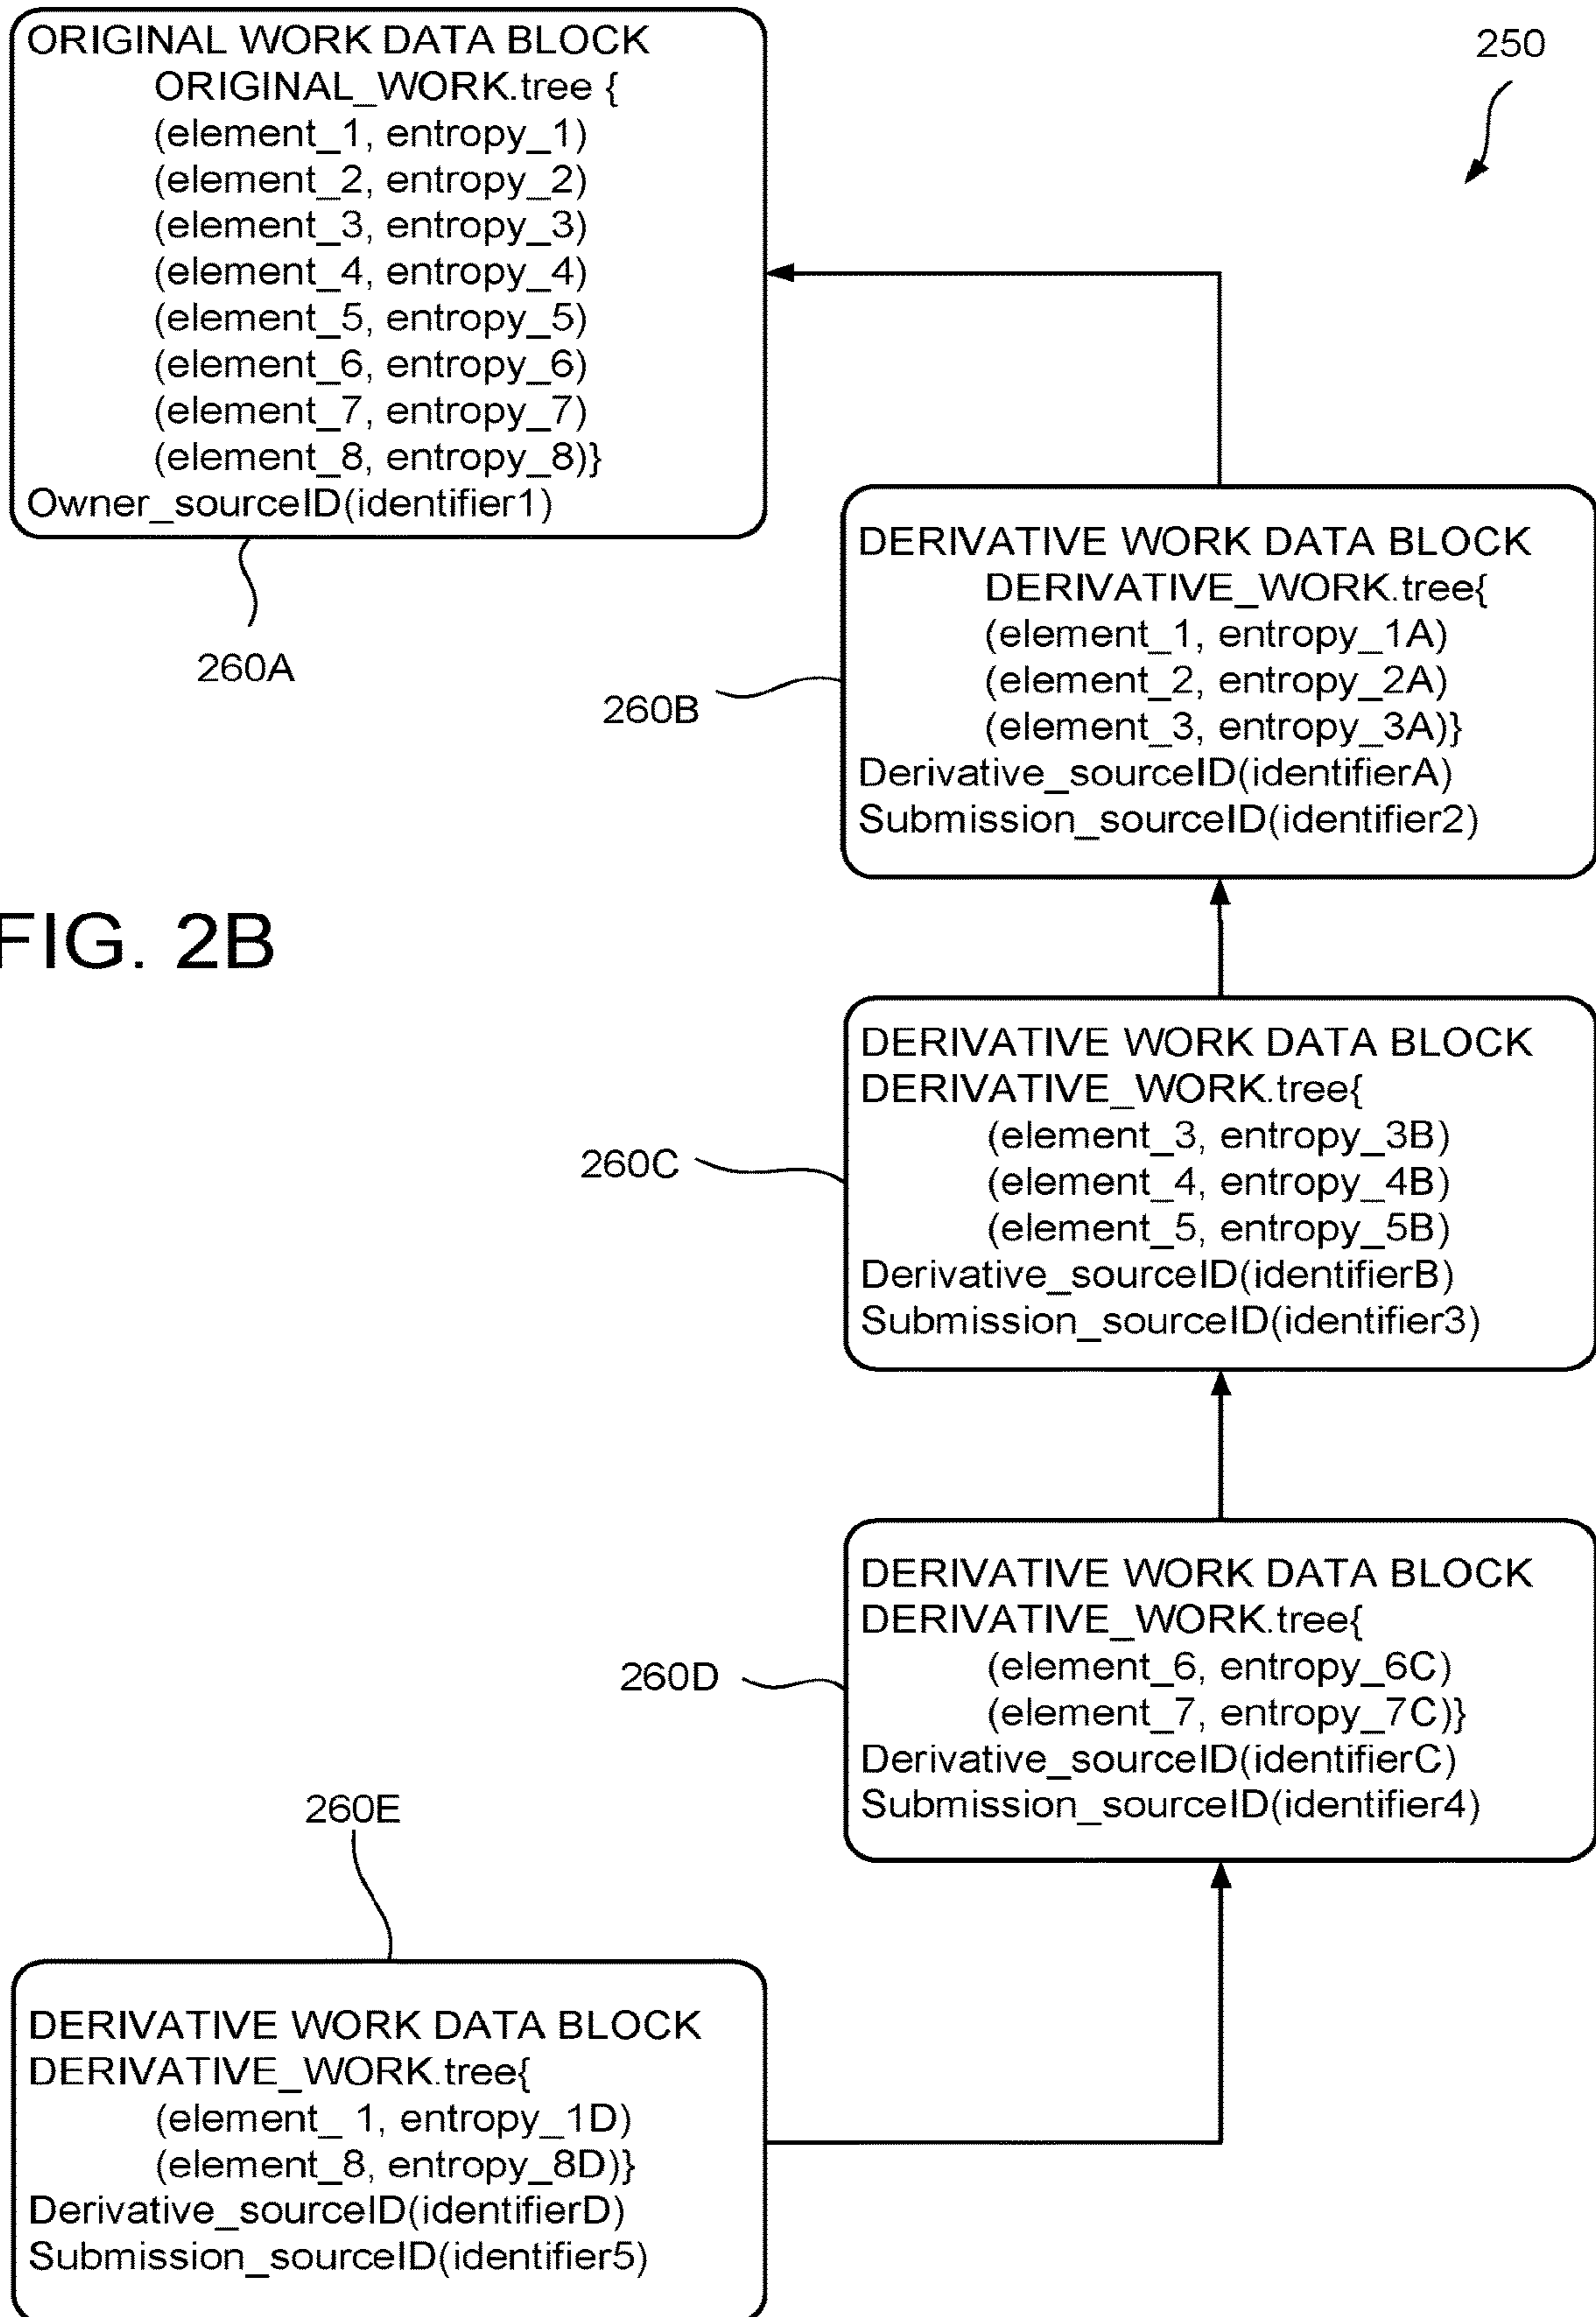 ORIGINAL WORK DATA BLOCK
ORIGINAL_WORK.tree {
(element_1, entropy_1)
(element_2, entropy_2)
(element_3, entropy_3)
(element_4, entropy_4)
(element_5, entropy_5)
(element_6, entropy_6)
(element_7, entropy_7)
(element_8, entropy_8)}
Owner_sourceID(identifier1)
260A
250
DERIVATIVE WORK DATA BLOCK
DERIVATIVE_WORK.tree{
(element_1, entropy_1A)
(element_2, entropy_2A)
(element_3, entropy_3A)}
Derivative_sourceID(identifierA)
Submission_sourceID(identifier2)
260B
FIG. 2B
DERIVATIVE WORK DATA BLOCK
DERIVATIVE_WORK.tree{
(element_3, entropy_3B)
(element_4, entropy_4B)
(element_5, entropy_5B)
Derivative_sourceID(identifierB)
Submission_sourceID(identifier3)
260C
DERIVATIVE WORK DATA BLOCK
DERIVATIVE_WORK.tree{
(element_6, entropy_6C)
(element_7, entropy_7C)}
Derivative_sourceID(identifierC)
Submission_sourceID(identifier4)
260D
260E
DERIVATIVE WORK DATA BLOCK
DERIVATIVE_WORK.tree{
(element_ 1, entropy_1D)
(element_8, entropy_8D)}
Derivative_sourceID(identifierD)
Submission_sourceID(identifier5)